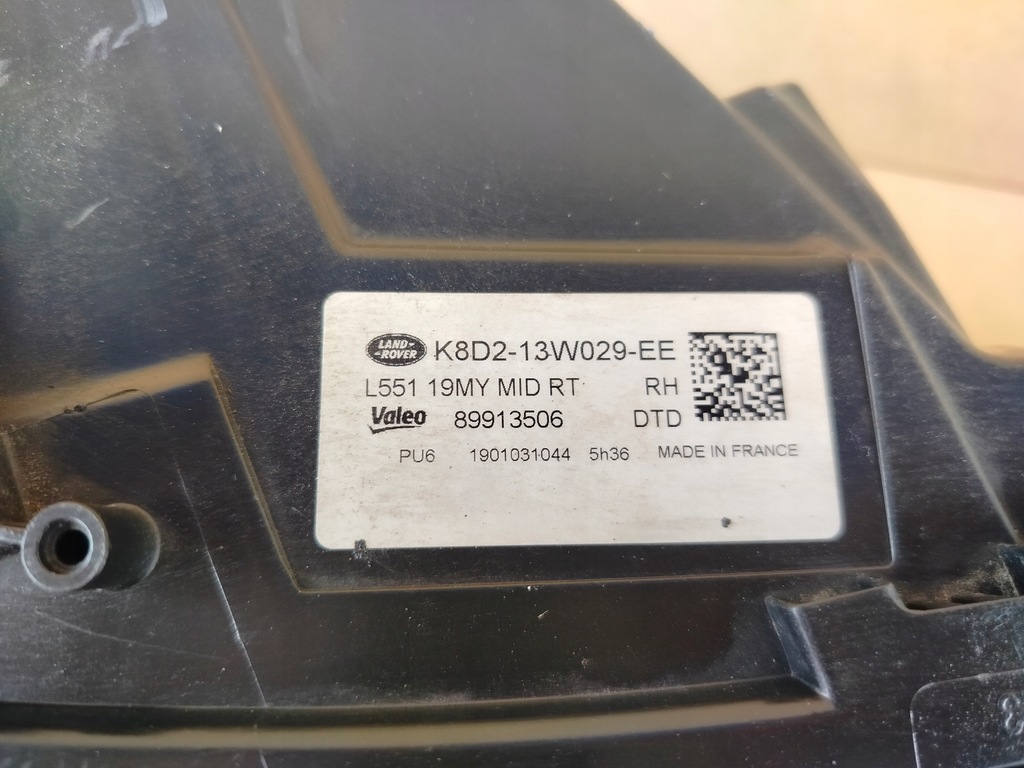 LAND-
-ROVER
K8D2-13W029-EE
L551 19MY MID RT RH
Valeo 89913506 DTD
PU6 1901031044 5h36 MADE IN FRANCE